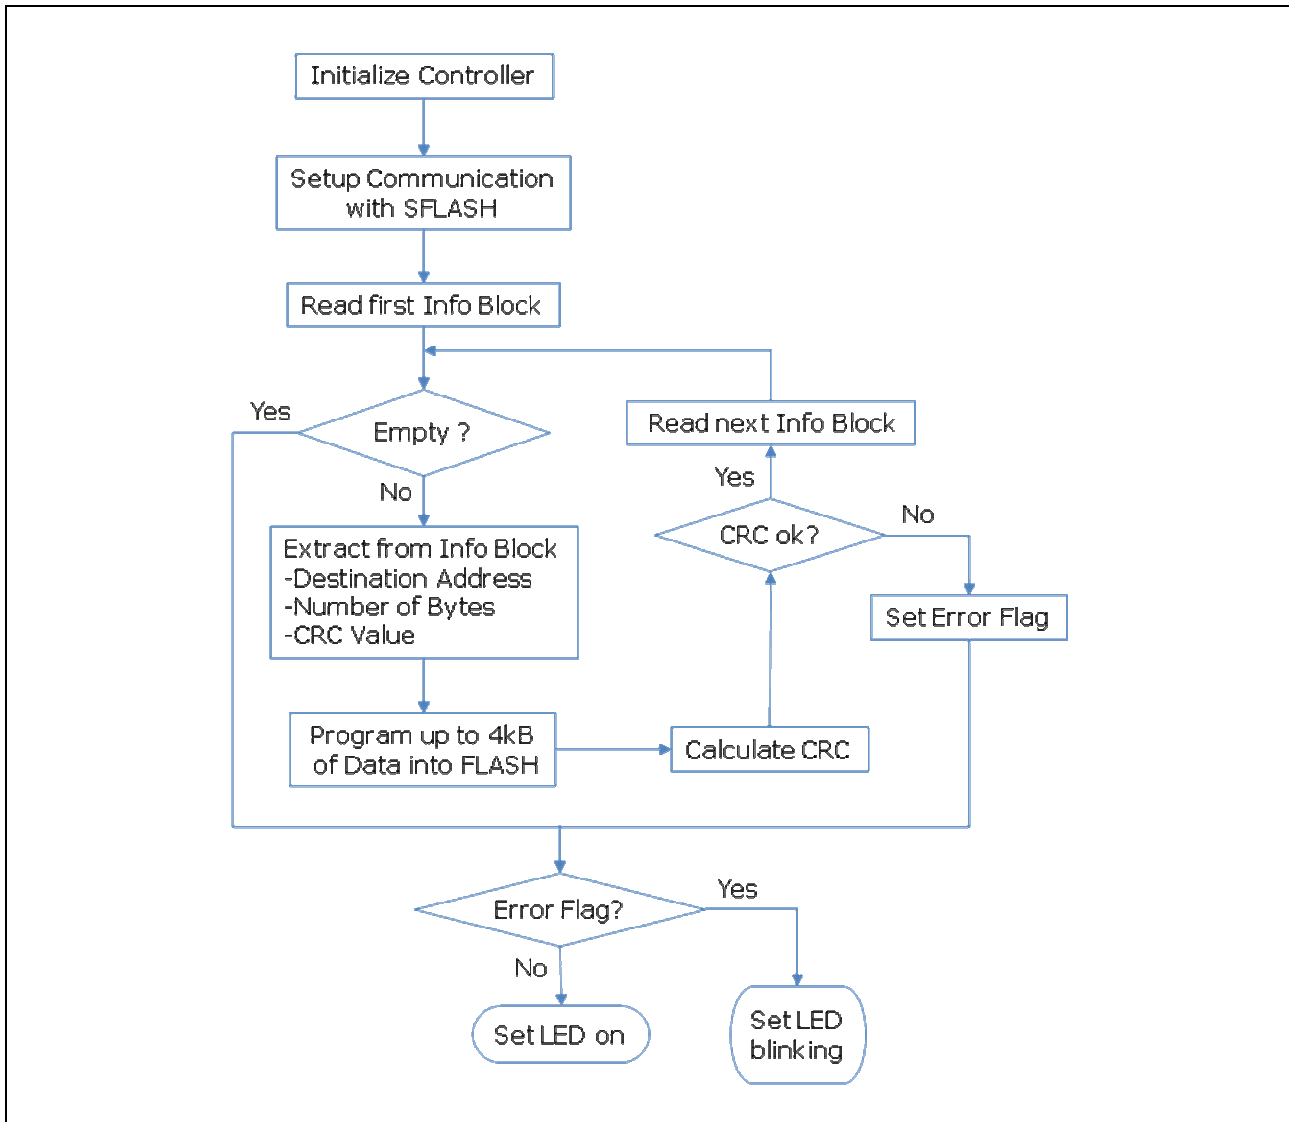 Initialize Controller
Setup Communication
with SFLASH
Read first Info Block
Yes
Empty ?
No
Read next Info Block
Yes
CRC ok?
No
Extract from Info Block
-Destination Address
-Number of Bytes
-CRC Value
Set Error Flag
Program up to 4kB
of Data into FLASH
Calculate CRC
Error Flag?
Yes
No
Set LED on
Set LED
blinking